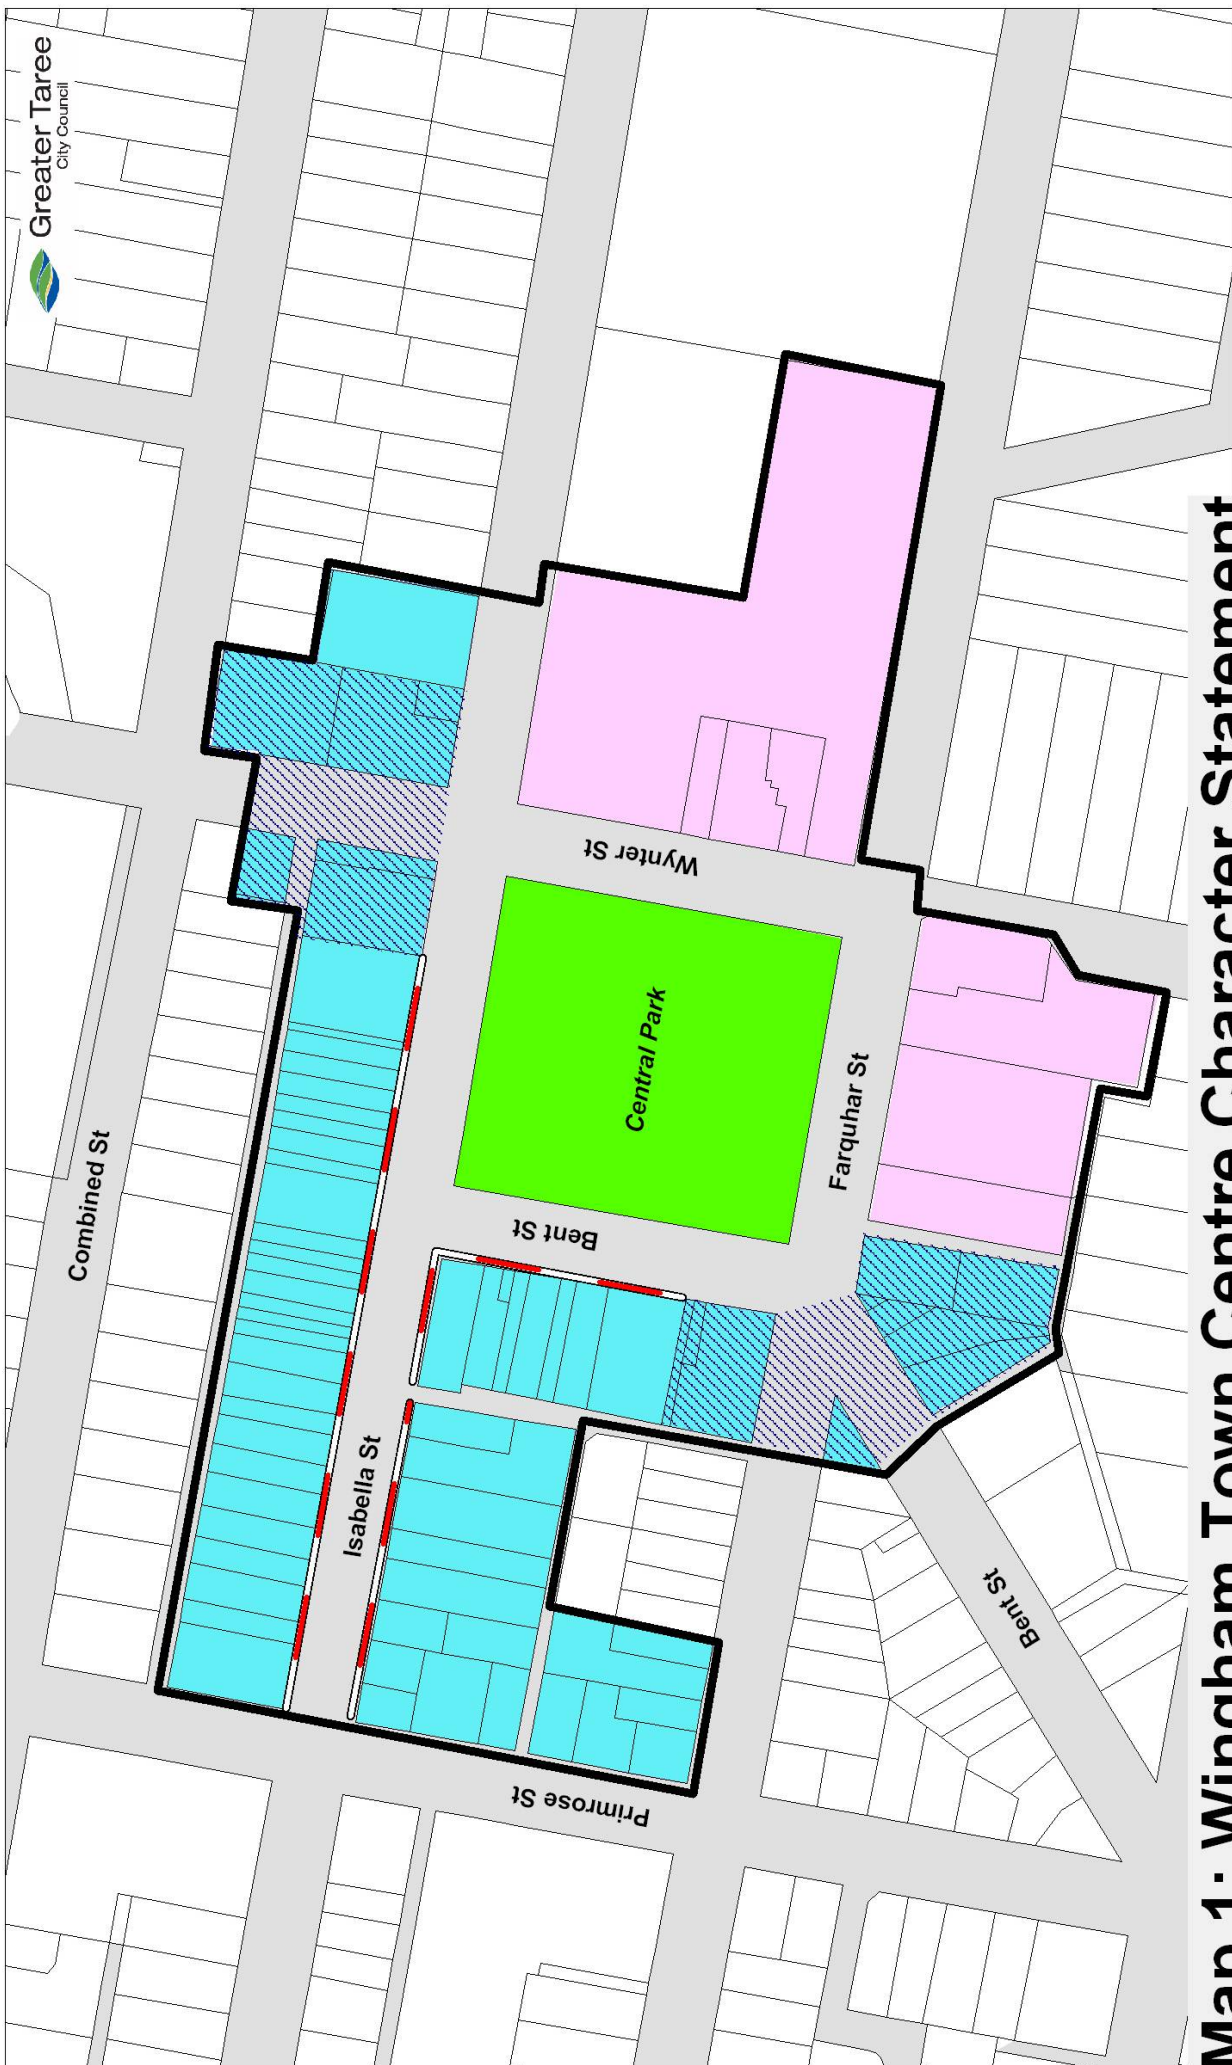 Greater Taree
City Council
Combined St
Wynter St
Central Park
Farquhar St
Bent St
Isabella St
Bent St
Primrose St
Map 1: Wingham Town Centre Character Statement